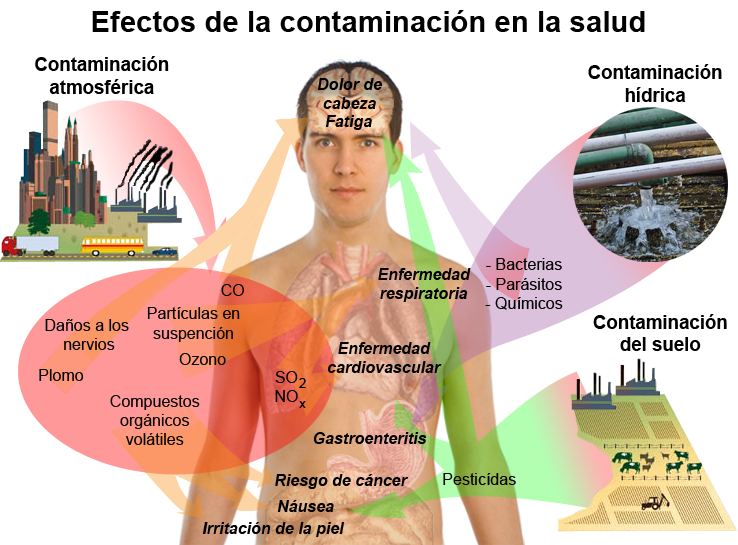 Efectos de la contaminación en la salud
Contaminación
atmosférica
Contaminación
hídrica
Dolor de
cabeza
Fatiga
CO
Partículas en
suspención
Daños a los
nervios
Ozono
Plomo
SO2
NOx
Compuestos
orgánicos
volátiles
Enfermedad
respiratoria
- Bacterias
- Parásitos
- Químicos
Enfermedad
cardiovascular
Contaminación
del suelo
Gastroenteritis
Riesgo de cáncer
Pesticídas
Náusea
Irritación de la piel